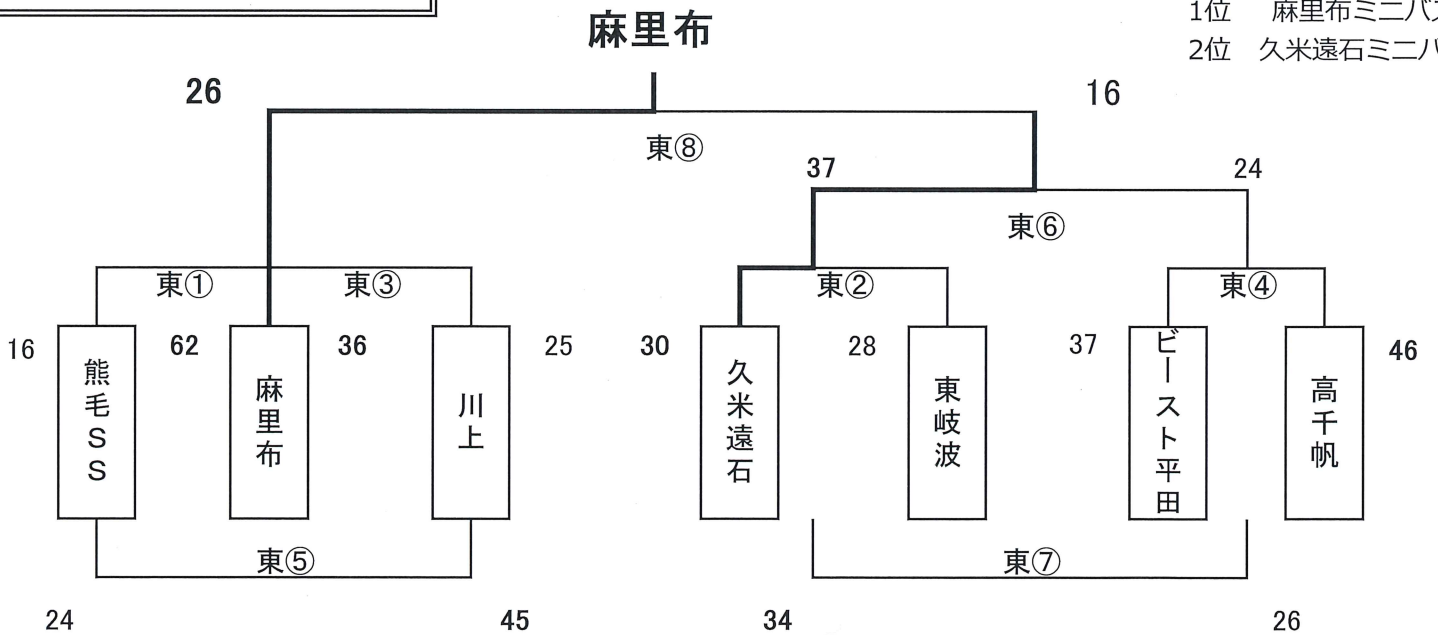 麻里布
1位 麻里布ミニバス
2位 久米遠石ミニバ
26
16
東⑧
37
24
東⑥
東①
東③
東②
東④
16
熊毛SS
62
麻里布
36
川上
25
30
久米遠石
28
東岐波
37
ビースト平田
高千帆
46
東⑤
東⑦
24
45
34
26